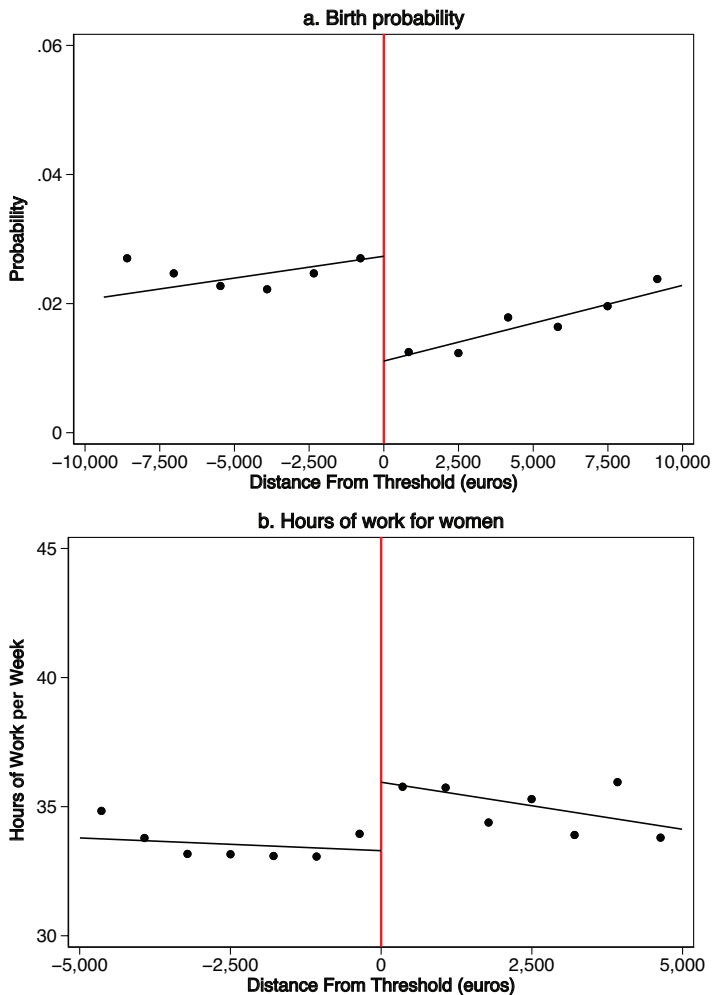 a. Birth probability
.06
.04
.02
0
Probability
−10,000 −7,500 −5,000 −2,500 0 2,500 5,000 7,500 10,000
Distance From Threshold (euros)
b. Hours of work for women
45
40
35
30
Hours of Work per Week
−5,000 −2,500 0 2,500 5,000
Distance From Threshold (euros)